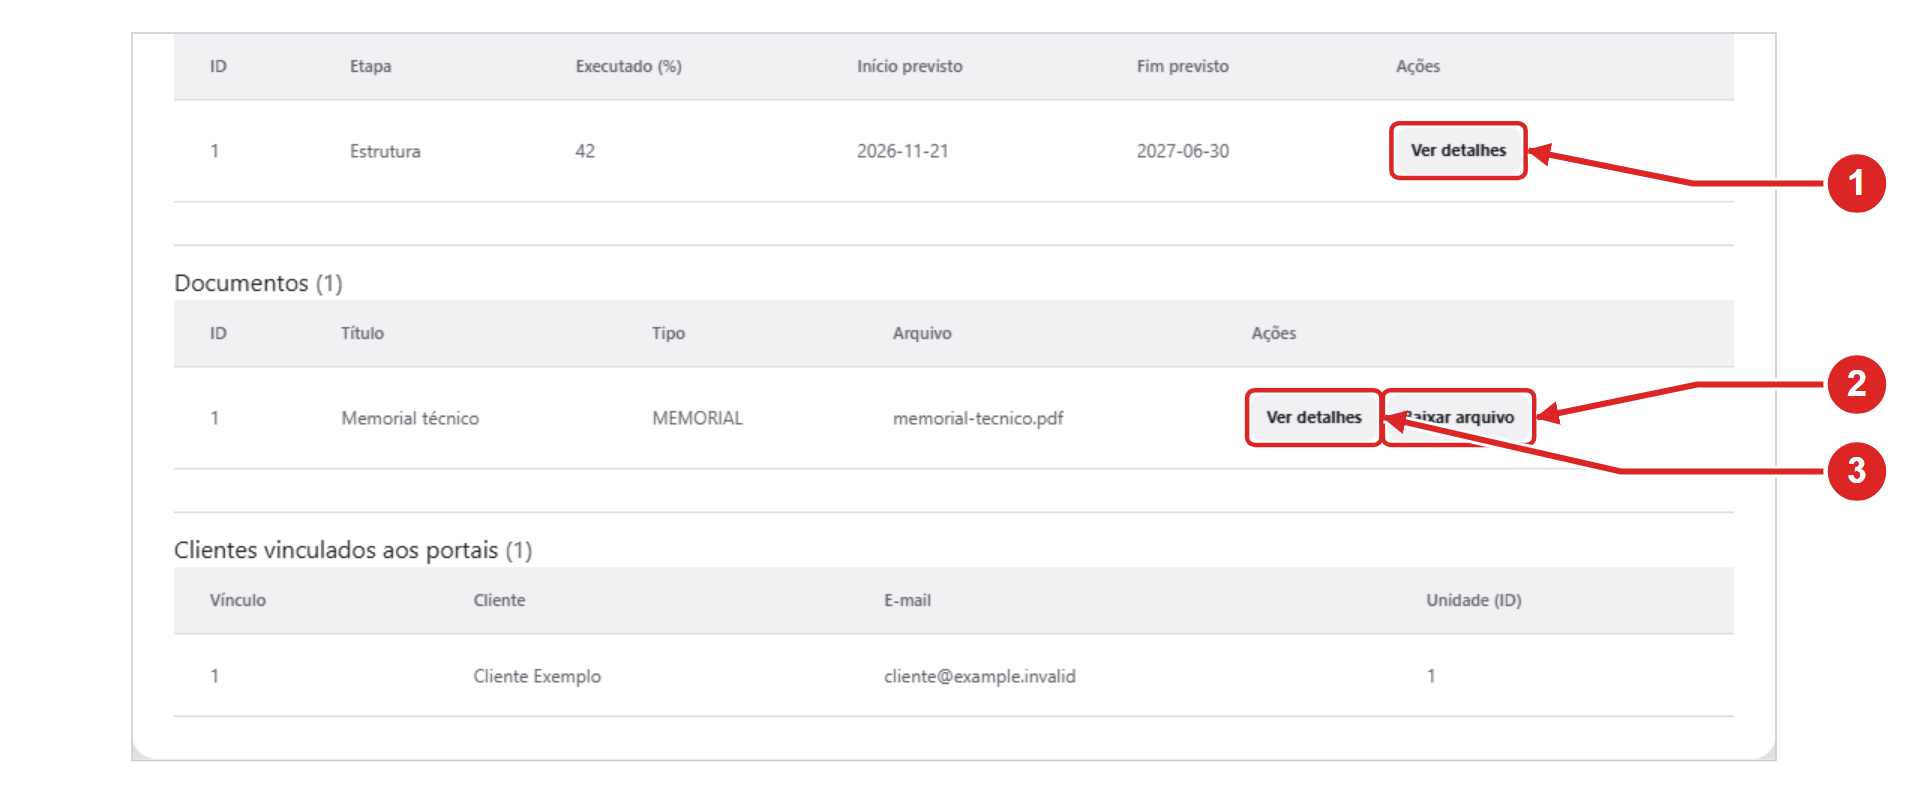 ID Etapa Executado (%) Início previsto Fim previsto Ações
1 Estrutura 42 2026-11-21 2027-06-30 Ver detalhes
1
Documentos (1)
ID Título Tipo Arquivo Ações
2
1 Memorial técnico MEMORIAL memorial-tecnico.pdf Ver detalhes Baixar arquivo
3
Clientes vinculados aos portais (1)
Vínculo Cliente E-mail Unidade (ID)
1 Cliente Exemplo cliente@example.invalid 1